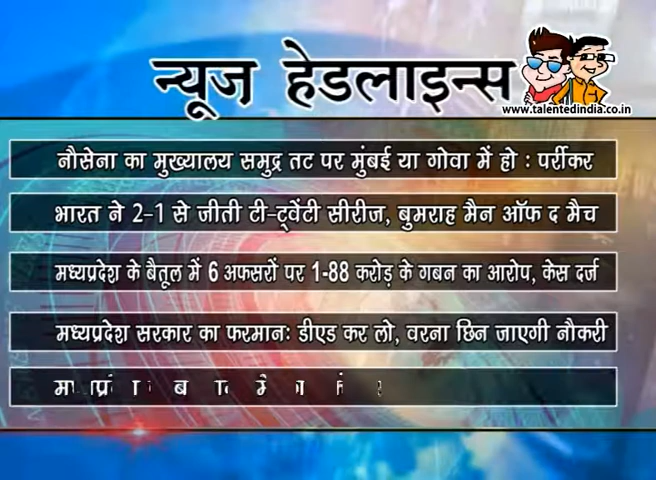 न्यूज हेडलाइन्स
www.talentedindia.co.in
नौसेना का मुख्यालय समुद्र तट पर मुंबई या गोवा में हो : पर्रीकर
भारत ने 2-1 से जीती टी-ट्वेंटी सीरीज, बुमराह मैन ऑफ द मैच
मध्यप्रदेश के बैतूल में 6 अफसरों पर 1-88 करोड़ के गबन का आरोप, केस दर्ज
मध्यप्रदेश सरकार का फरमानः डीएड कर लो, वरना छिन जाएगी नौकरी